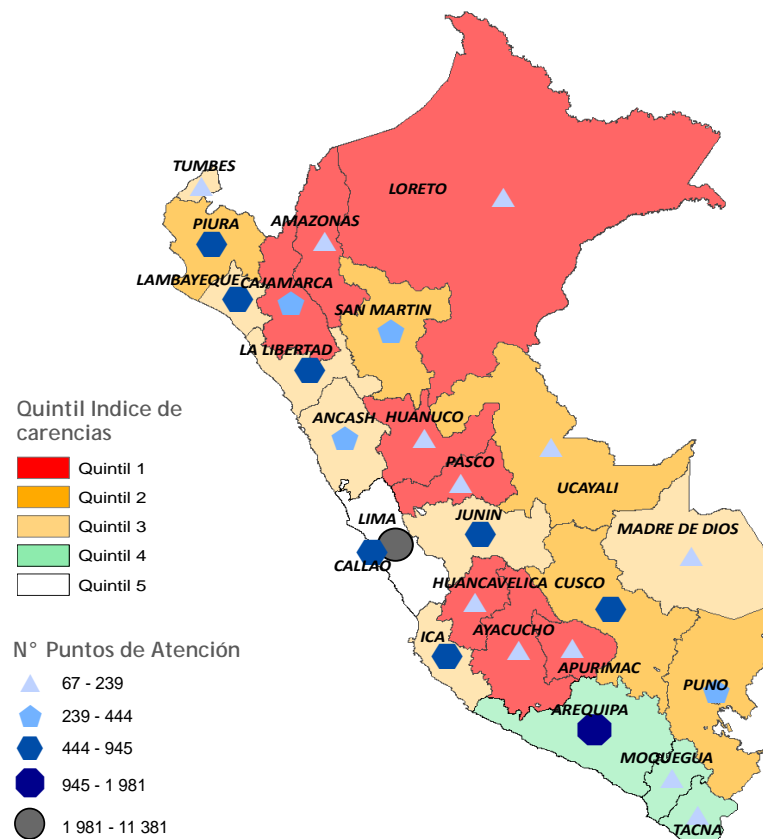 TUMBES
LORETO
PIURA
AMAZONAS
LAMBAYEQUE
CAJAMARCA
SAN MARTIN
LA LIBERTAD
ANCASH
HUANUCO
PASCO
UCAYALI
LIMA
JUNIN
MADRE DE DIOS
CALLAO
HUANCAVELICA
CUSCO
ICA
AYACUCHO
APURIMAC
PUNO
AREQUIPA
MOQUEGUA
TACNA
Quintil Indice de
carencias
Quintil 1
Quintil 2
Quintil 3
Quintil 4
Quintil 5
N° Puntos de Atención
67 - 239
239 - 444
444 - 945
945 - 1 981
1 981 - 11 381